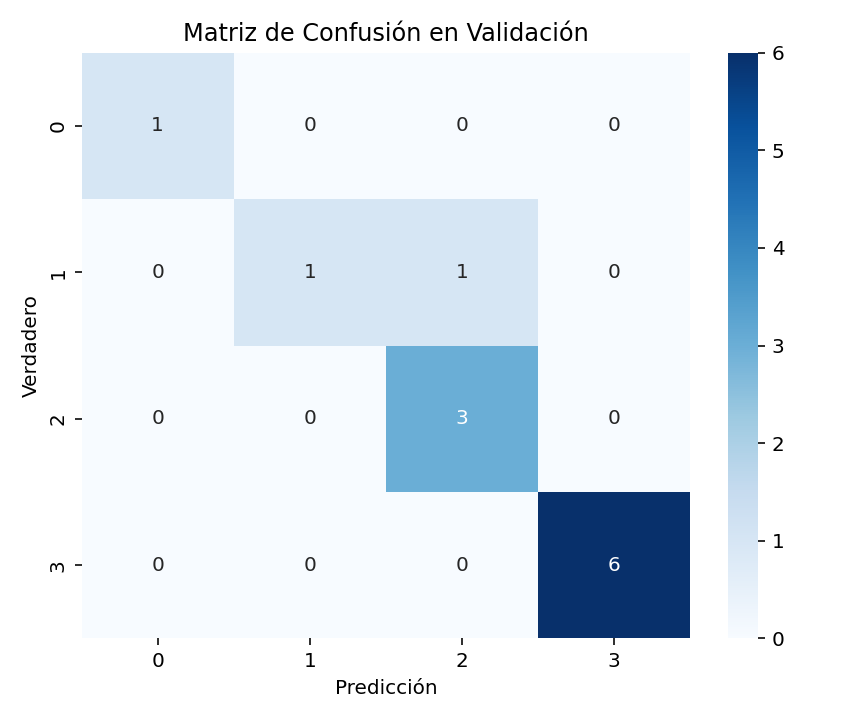 Matriz de Confusión en Validación
0 1 0 0 0
1 0 1 1 0
2 0 0 3 0
3 0 0 0 6
0 1 2 3
Verdadero
Predicción
6
5
4
3
2
1
0